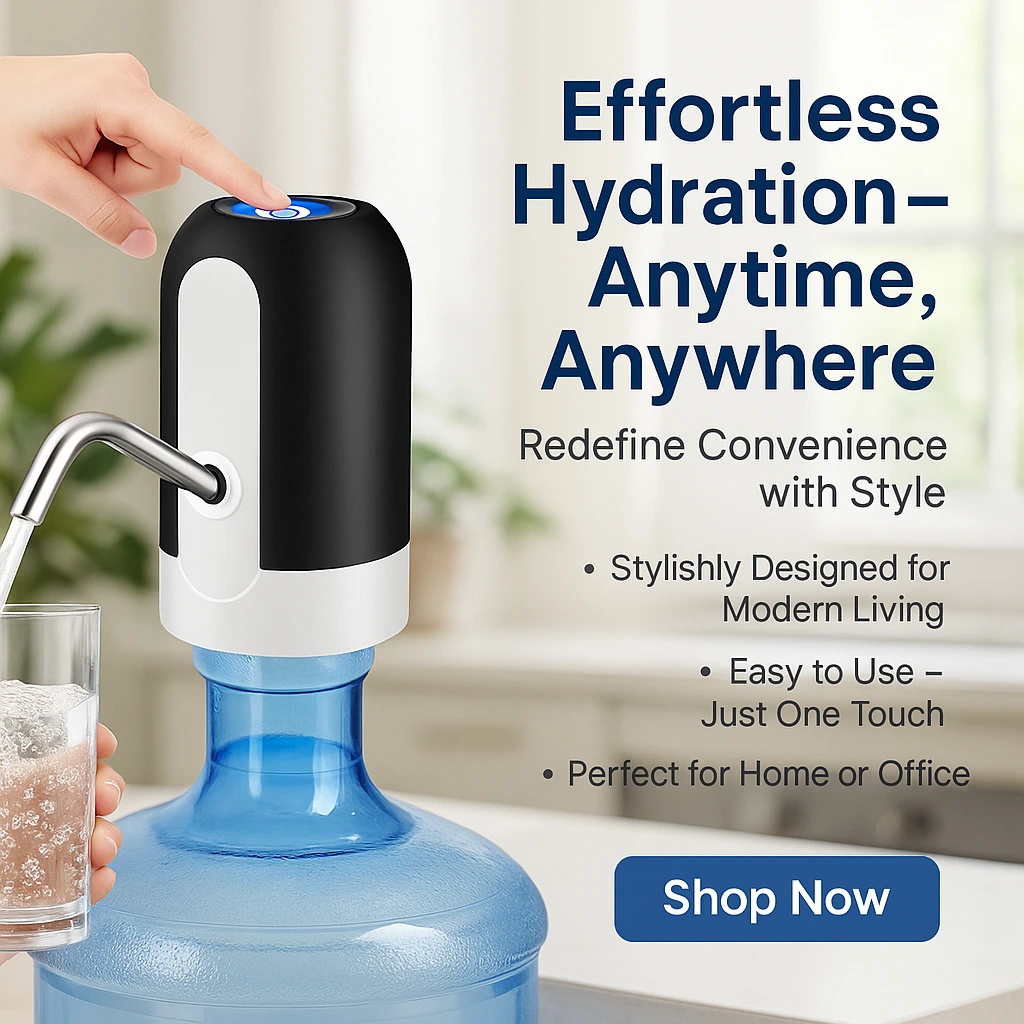 Effortless
Hydration–
Anytime,
Anywhere
Redefine Convenience
with Style
• Stylishly Designed for
Modern Living
• Easy to Use –
Just One Touch
• Perfect for Home or Office
Shop Now